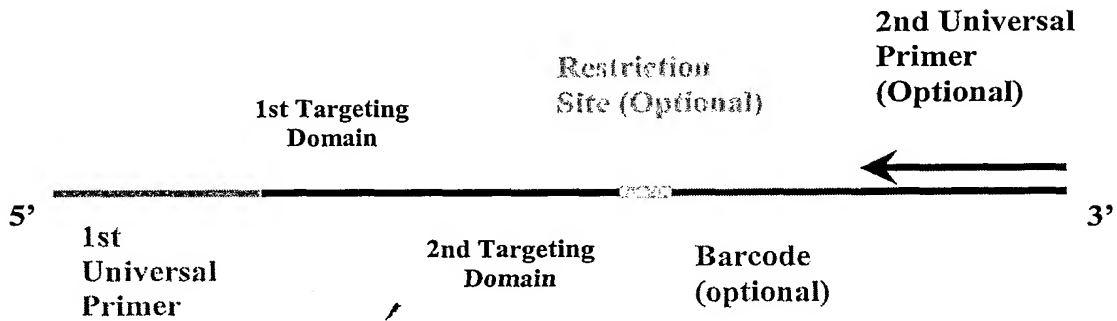 2nd Universal
Primer
(Optional)
Restriction
Site (Optional)
1st Targeting
Domain
5’
3’
1st
Universal
Primer
2nd Targeting
Domain
Barcode
(optional)